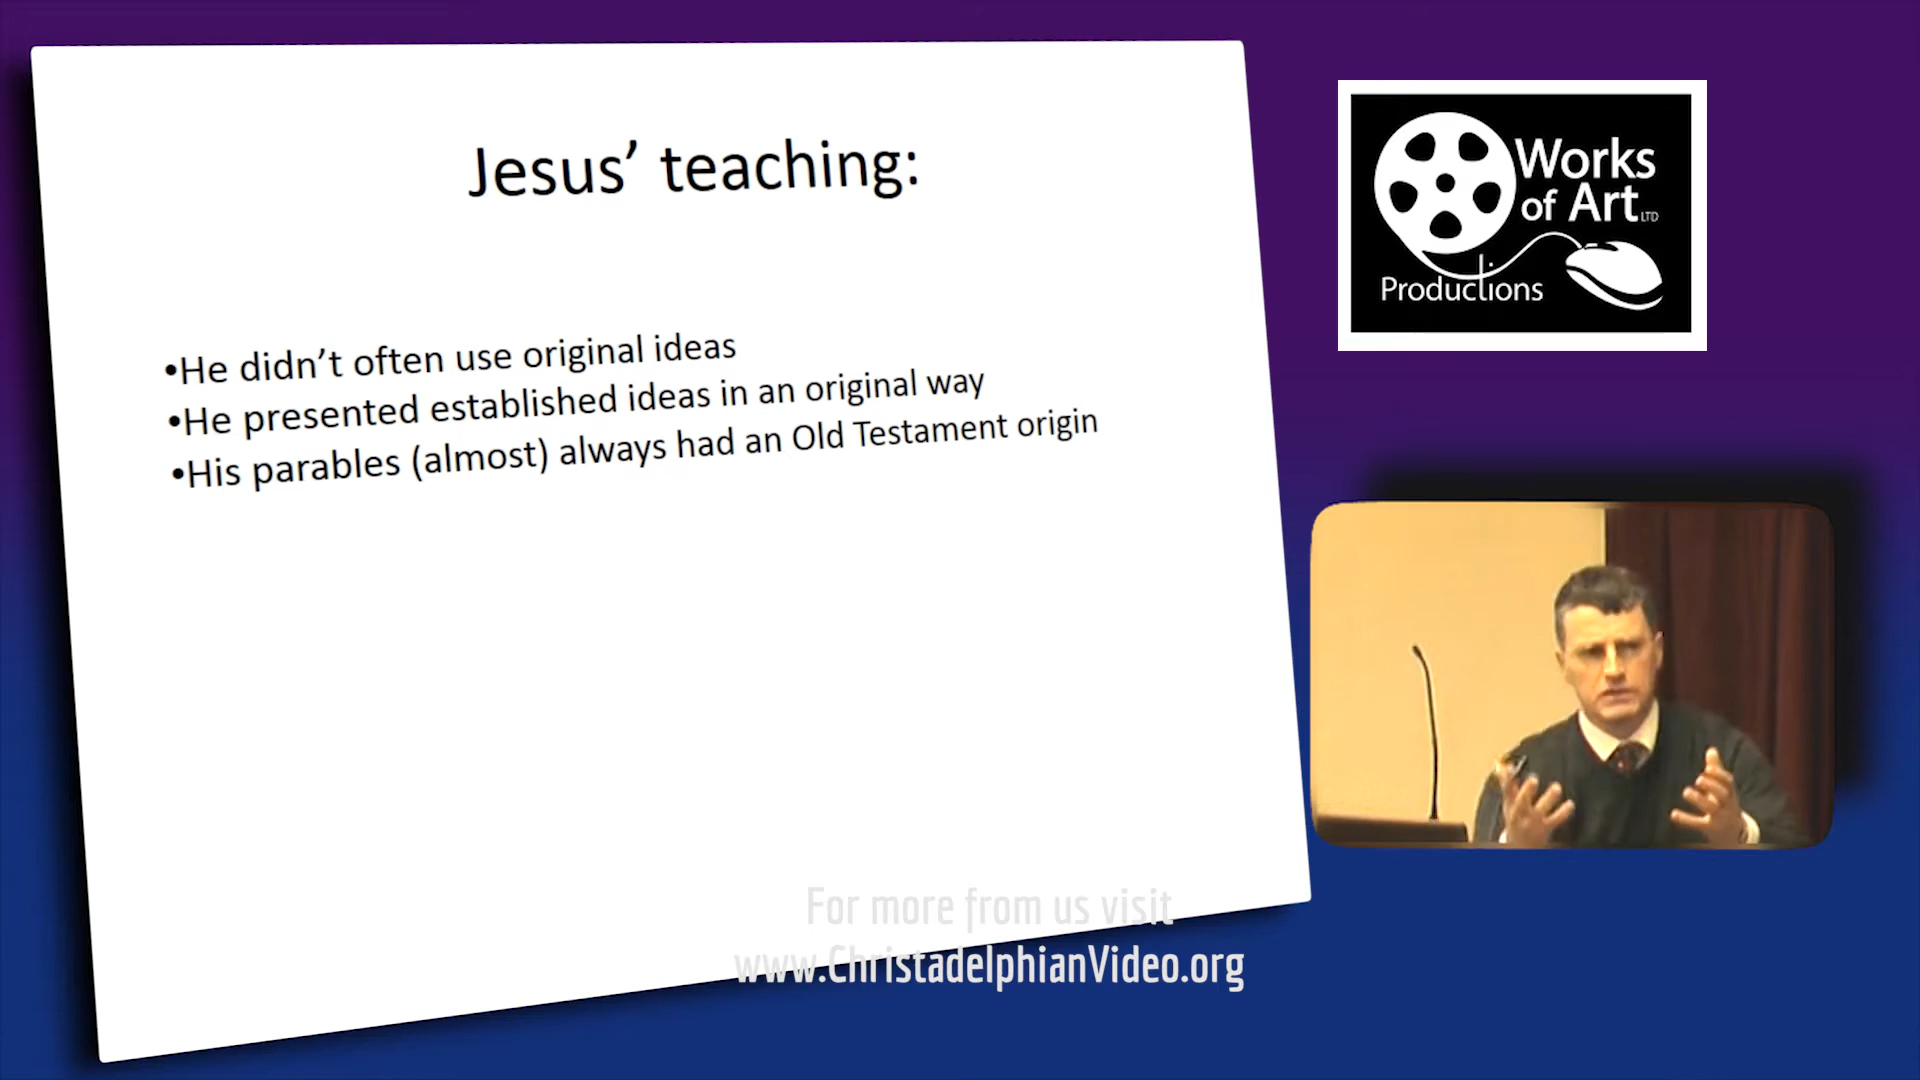 Jesus’ teaching:
•He didn’t often use original ideas
•He presented established ideas in an original way
•His parables (almost) always had an Old Testament origin
Works
of Art LTD
Productions
For more from us visit
www.ChristadelphianVideo.org